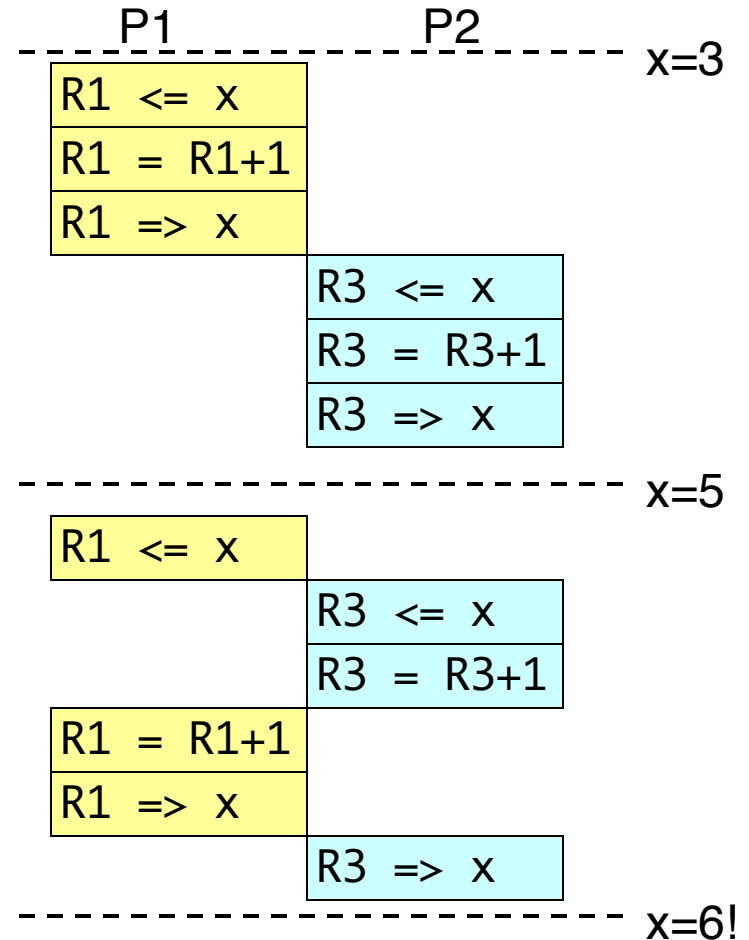 P1 P2
x=3
R1 <= x
R1 = R1+1
R1 => x
R3 <= x
R3 = R3+1
R3 => x
x=5
R1 <= x
R3 <= x
R3 = R3+1
R1 = R1+1
R1 => x
R3 => x
x=6!